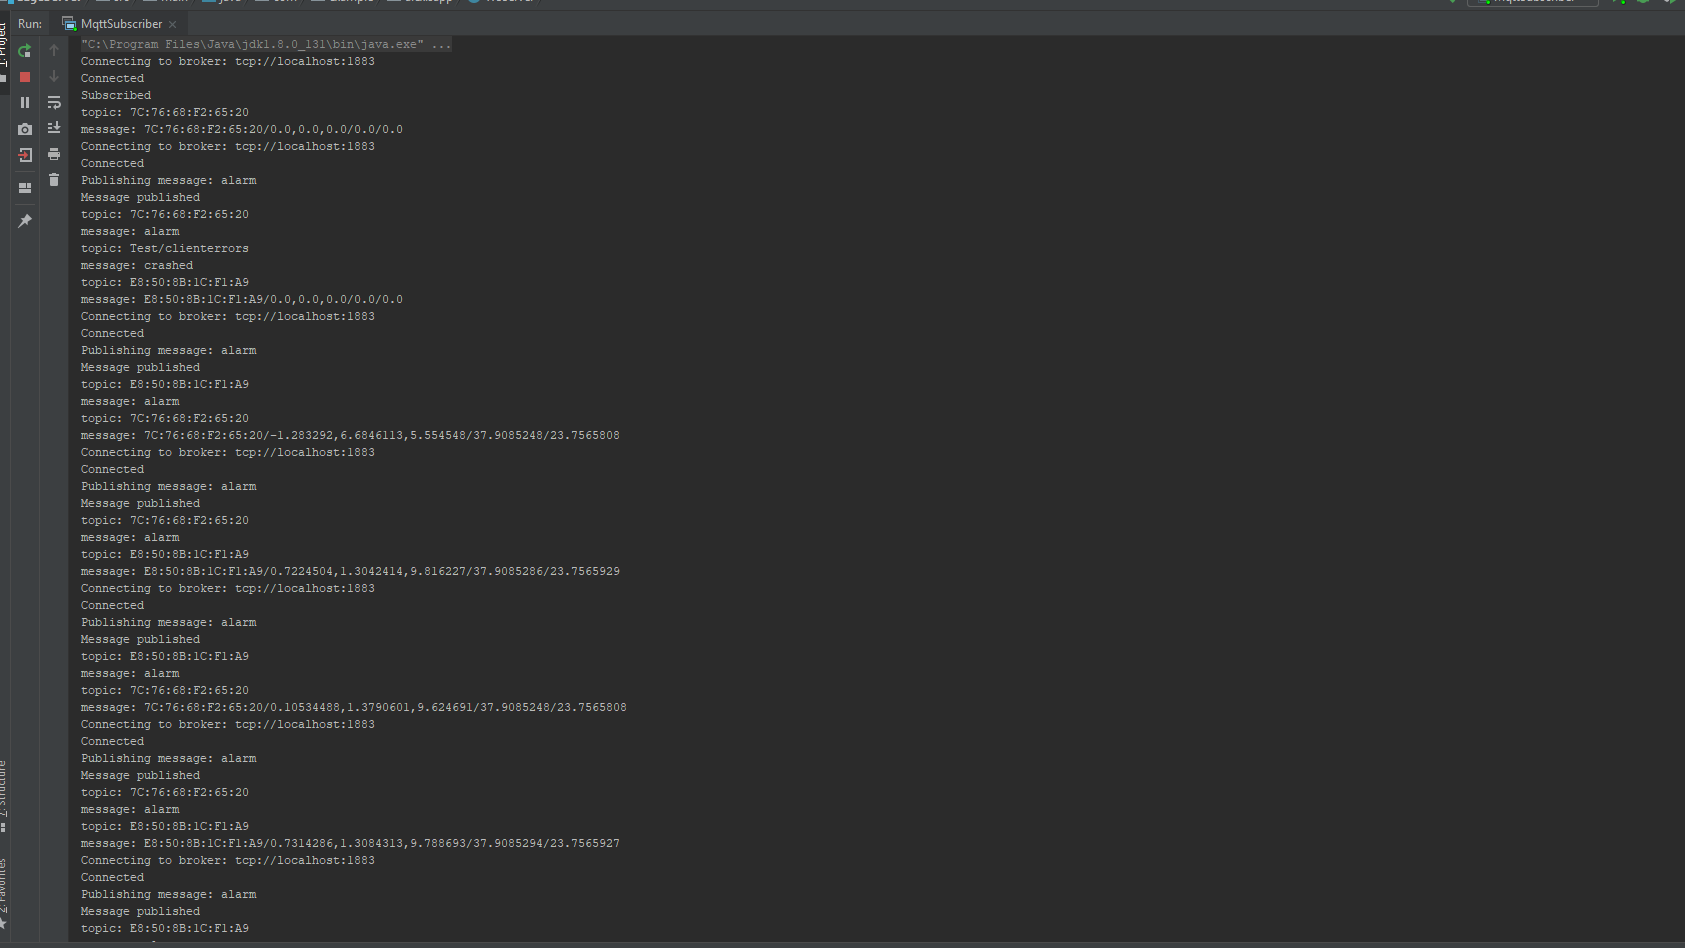 Run: MqttSubscriber
"C:\Program Files\Java\jdk1.8.0_131\bin\java.exe" ...
Connecting to broker: tcp://localhost:1883
Connected
Subscribed
topic: 7C:76:68:F2:65:20
message: 7C:76:68:F2:65:20/0.0,0.0,0.0/0.0/0.0
Connecting to broker: tcp://localhost:1883
Connected
Publishing message: alarm
Message published
topic: 7C:76:68:F2:65:20
message: alarm
topic: Test/clienterrors
message: crashed
topic: E8:50:8B:1C:F1:A9
message: E8:50:8B:1C:F1:A9/0.0,0.0,0.0/0.0/0.0
Connecting to broker: tcp://localhost:1883
Connected
Publishing message: alarm
Message published
topic: E8:50:8B:1C:F1:A9
message: alarm
topic: 7C:76:68:F2:65:20
message: 7C:76:68:F2:65:20/-1.283292,6.6846113,5.554548/37.9085248/23.7565808
Connecting to broker: tcp://localhost:1883
Connected
Publishing message: alarm
Message published
topic: 7C:76:68:F2:65:20
message: alarm
topic: E8:50:8B:1C:F1:A9
message: E8:50:8B:1C:F1:A9/0.7224504,1.3042414,9.816227/37.9085286/23.7565929
Connecting to broker: tcp://localhost:1883
Connected
Publishing message: alarm
Message published
topic: E8:50:8B:1C:F1:A9
message: alarm
topic: 7C:76:68:F2:65:20
message: 7C:76:68:F2:65:20/0.10534488,1.3790601,9.624691/37.9085248/23.7565808
Connecting to broker: tcp://localhost:1883
Connected
Publishing message: alarm
Message published
topic: 7C:76:68:F2:65:20
message: alarm
topic: E8:50:8B:1C:F1:A9
message: E8:50:8B:1C:F1:A9/0.7314286,1.3084313,9.788693/37.9085294/23.7565927
Connecting to broker: tcp://localhost:1883
Connected
Publishing message: alarm
Message published
topic: E8:50:8B:1C:F1:A9
1: Project
Z: Structure
2: Favorites